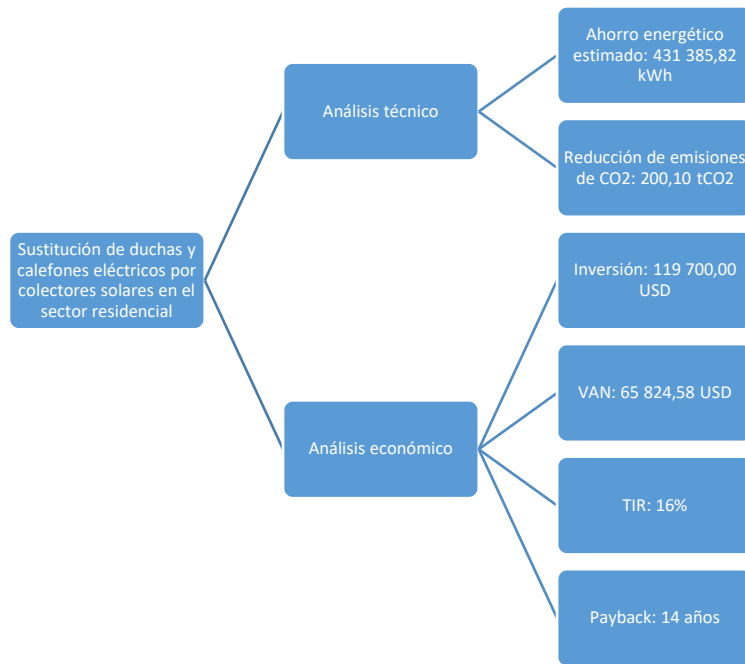 Sustitución de duchas y
calefones eléctricos por
colectores solares en el
sector residencial
Análisis técnico
Ahorro energético
estimado: 431 385,82
kWh
Reducción de emisiones
de CO2: 200,10 tCO2
Análisis económico
Inversión: 119 700,00
USD
VAN: 65 824,58 USD
TIR: 16%
Payback: 14 años